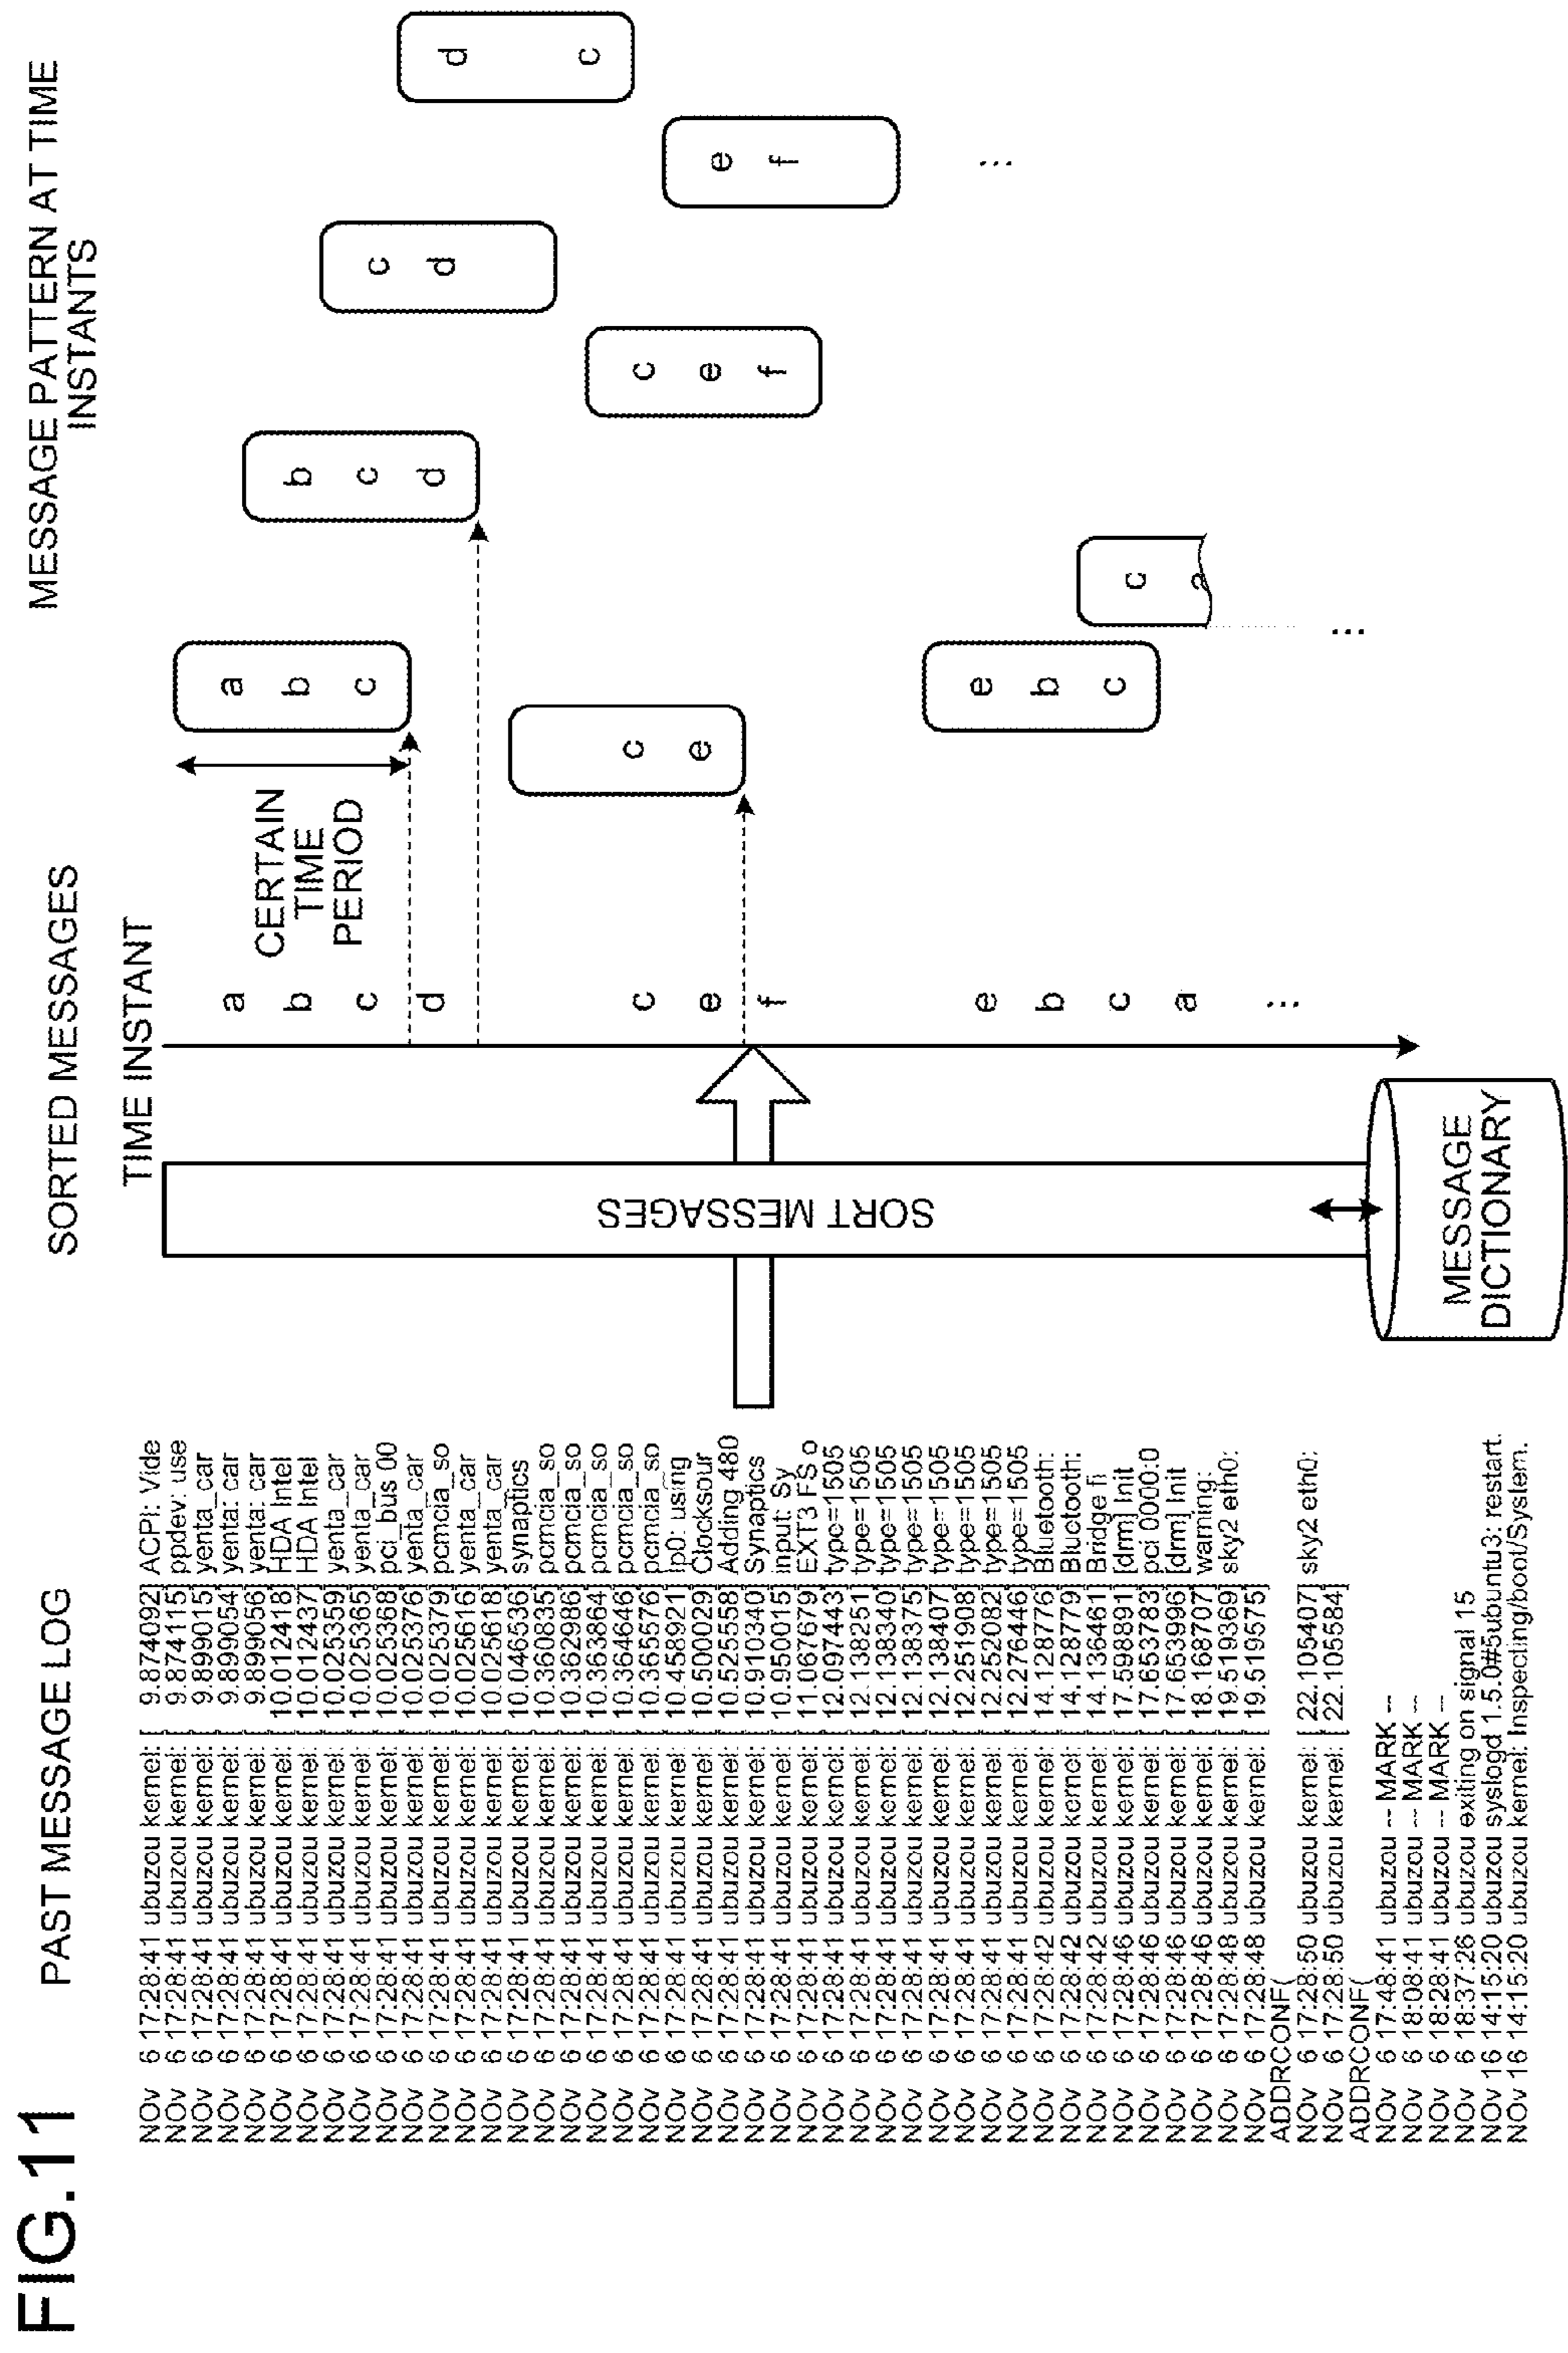 FIG.11
PAST MESSAGE LOG
NOv 6 17:28:41 ubuzou kernel: [ 9.874092] ACPI: Vide
NOv 6 17:28:41 ubuzou kernel: [ 9.874115] ppdev: use
NOv 6 17:28:41 ubuzou kernel: [ 9.899015] yenta_car
NOv 6 17:28:41 ubuzou kernel: [ 9.899054] yenta: car
NOv 6 17:28:41 ubuzou kernel: [ 9.899056] yenta: car
NOv 6 17:28:41 ubuzou kernel: [ 10.012418] HDA Intel
NOv 6 17:28:41 ubuzou kernel: [ 10.012437] HDA Intel
NOv 6 17:28:41 ubuzou kernel: [ 10.025359] yenta_car
NOv 6 17:28:41 ubuzou kernel: [ 10.025365] yenta_car
NOv 6 17:28:41 ubuzou kernel: [ 10.025368] pci_bus 00
NOv 6 17:28:41 ubuzou kernel: [ 10.025376] yenta_car
NOv 6 17:28:41 ubuzou kernel: [ 10.025379] pcmcia_so
NOv 6 17:28:41 ubuzou kernel: [ 10.025616] yenta_car
NOv 6 17:28:41 ubuzou kernel: [ 10.025618] yenta_car
NOv 6 17:28:41 ubuzou kernel: [ 10.046536] synaptics
NOv 6 17:28:41 ubuzou kernel: [ 10.360835] pcmcia_so
NOv 6 17:28:41 ubuzou kernel: [ 10.362986] pcmcia_so
NOv 6 17:28:41 ubuzou kernel: [ 10.363864] pcmcia_so
NOv 6 17:28:41 ubuzou kernel: [ 10.364646] pcmcia_so
NOv 6 17:28:41 ubuzou kernel: [ 10.365576] pcmcia_so
NOv 6 17:28:41 ubuzou kernel: [ 10.458921] lp0: using
NOv 6 17:28:41 ubuzou kernel: [ 10.500029] Clocksour
NOv 6 17:28:41 ubuzou kernel: [ 10.525558] Adding 480
NOv 6 17:28:41 ubuzou kernel: [ 10.910340] Synaptics
NOv 6 17:28:41 ubuzou kernel: [ 10.950015] input: Sy
NOv 6 17:28:41 ubuzou kernel: [ 11.067679] EXT3 FS o
NOv 6 17:28:41 ubuzou kernel: [ 12.097443] type=1505
NOv 6 17:28:41 ubuzou kernel: [ 12.138251] type=1505
NOv 6 17:28:41 ubuzou kernel: [ 12.138340] type=1505
NOv 6 17:28:41 ubuzou kernel: [ 12.138375] type=1505
NOv 6 17:28:41 ubuzou kernel: [ 12.138407] type=1505
NOv 6 17:28:41 ubuzou kernel: [ 12.251908] type=1505
NOv 6 17:28:41 ubuzou kernel: [ 12.252082] type=1505
NOv 6 17:28:41 ubuzou kernel: [ 12.276446] type=1505
NOv 6 17:28:42 ubuzou kernel: [ 14.128776] Bluetooth:
NOv 6 17:28:42 ubuzou kernel: [ 14.128779] Bluetooth:
NOv 6 17:28:42 ubuzou kernel: [ 14.136461] Bridge fi
NOv 6 17:28:46 ubuzou kernel: [ 17.598891] [drm] Init
NOv 6 17:28:46 ubuzou kernel: [ 17.653783] pci 0000:0
NOv 6 17:28:46 ubuzou kernel: [ 17.653996] [drm] Init
NOv 6 17:28:46 ubuzou kernel: [ 18.168707] warning:
NOv 6 17:28:48 ubuzou kernel: [ 19.519369] sky2 eth0:
NOv 6 17:28:48 ubuzou kernel: [ 19.519575]
ADDRCONF(
NOv 6 17:28:50 ubuzou kernel: [ 22.105407] sky2 eth0:
NOv 6 17:28:50 ubuzou kernel: [ 22.105584]
ADDRCONF(
NOv 6 17:48:41 ubuzou -- MARK --
NOv 6 18:08:41 ubuzou -- MARK --
NOv 6 18:28:41 ubuzou -- MARK --
NOv 6 18:37:26 ubuzou exiting on signal 15
NOv 16 14:15:20 ubuzou syslogd 1.5.0#5ubuntu3: restart.
NOv 16 14:15:20 ubuzou kernel: Inspecting/boot/System.
SORT MESSAGES
MESSAGE
DICTIONARY
SORTED MESSAGES
TIME INSTANT
a
b
c
d
c
e
f
e
b
c
a
...
CERTAIN
TIME
PERIOD
MESSAGE PATTERN AT TIME
INSTANTS
c
e
a
b
c
e
b
c
c
a
...
b
c
d
c
e
f
c
d
e
f
...
d
c